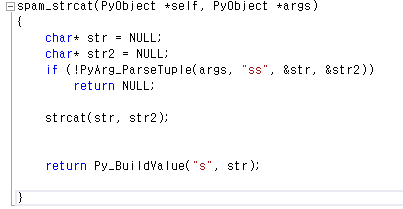 spam_strcat(PyObject *self, PyObject *args)
{
char* str = NULL;
char* str2 = NULL;
if (!PyArg_ParseTuple(args, "ss", &str, &str2))
return NULL;
strcat(str, str2);
return Py_BuildValue("s", str);
}